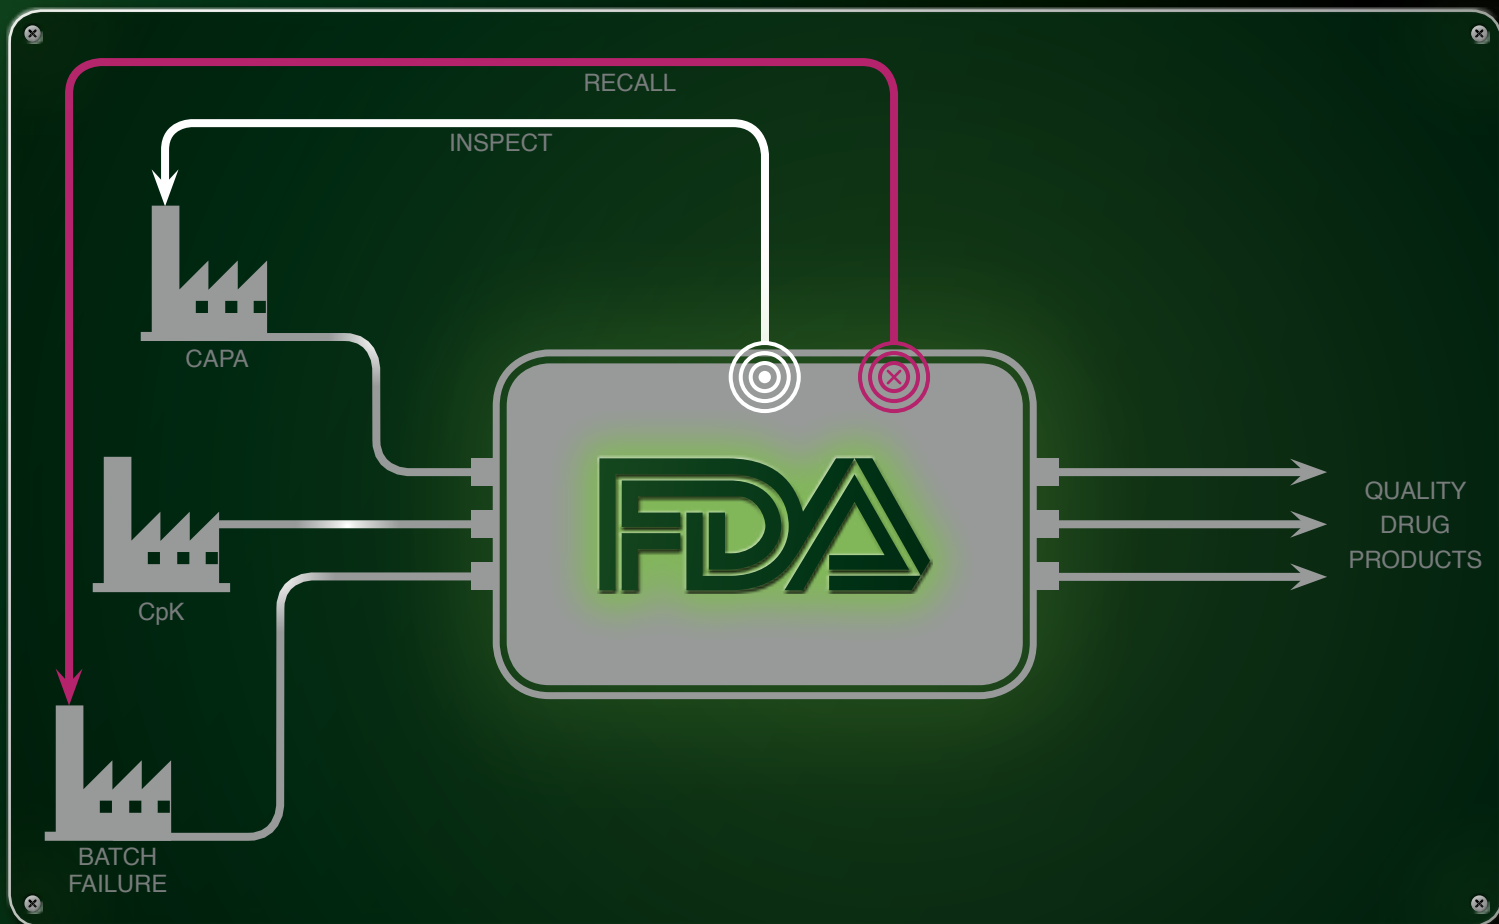 RECALL
INSPECT
CAPA
FDA
QUALITY
DRUG
PRODUCTS
CpK
BATCH
FAILURE